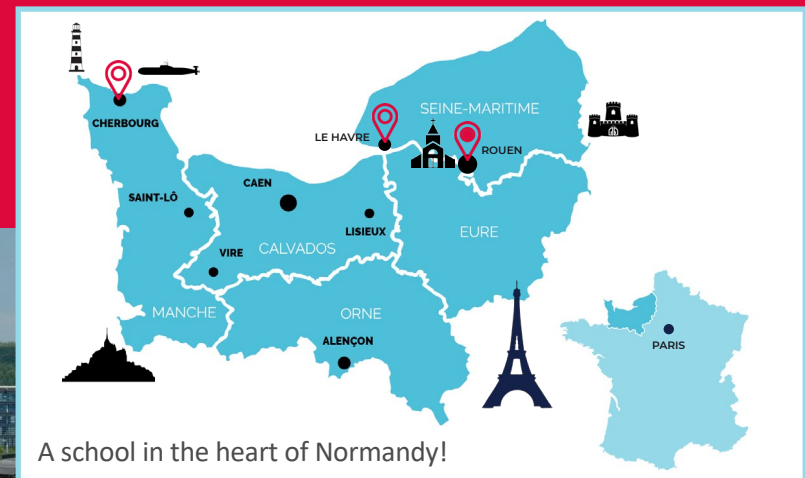 SEINE-MARITIME
CHERBOURG
LE HAVRE
ROUEN
CAEN
SAINT-LÔ
LISIEUX
EURE
CALVADOS
VIRE
MANCHE
ORNE
ALENÇON
PARIS
A school in the heart of Normandy!